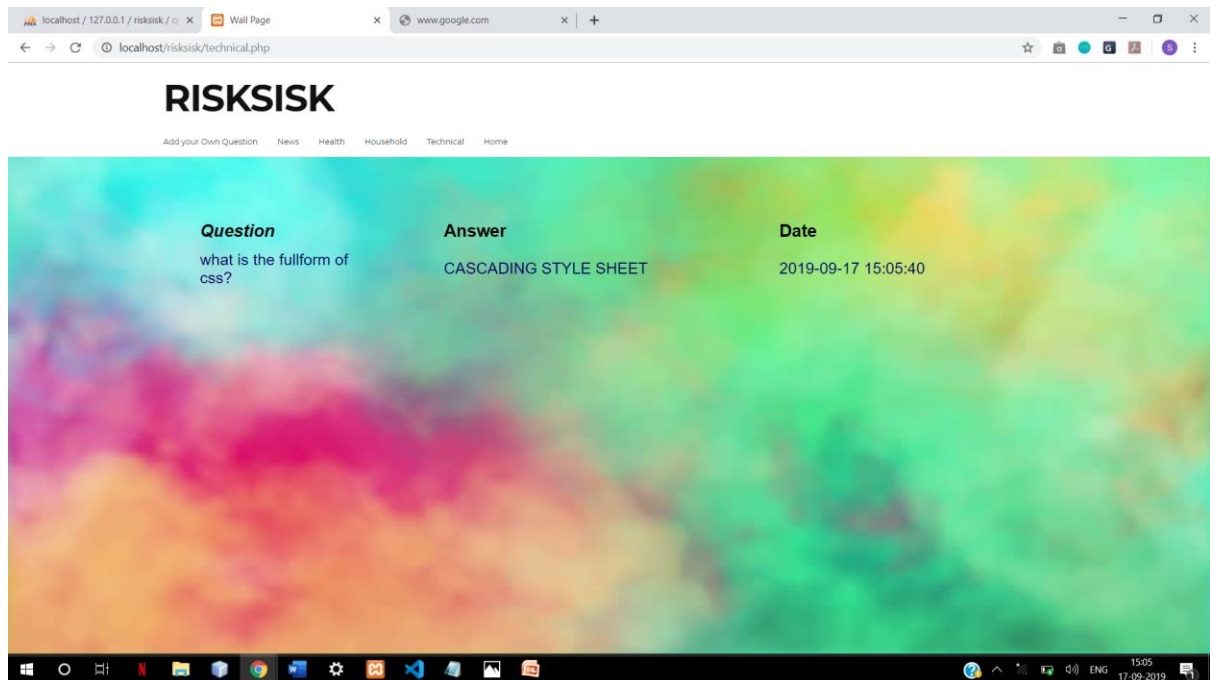 localhost / 127.0.0.1 / risksisk / q
Wall Page
www.google.com
localhost/risksisk/technical.php
RISKSISK
Add your Own Question News Health Household Technical Home
Question Answer Date
what is the fullform of
css?
CASCADING STYLE SHEET
2019-09-17 15:05:40
ENG
15:05
17-09-2019